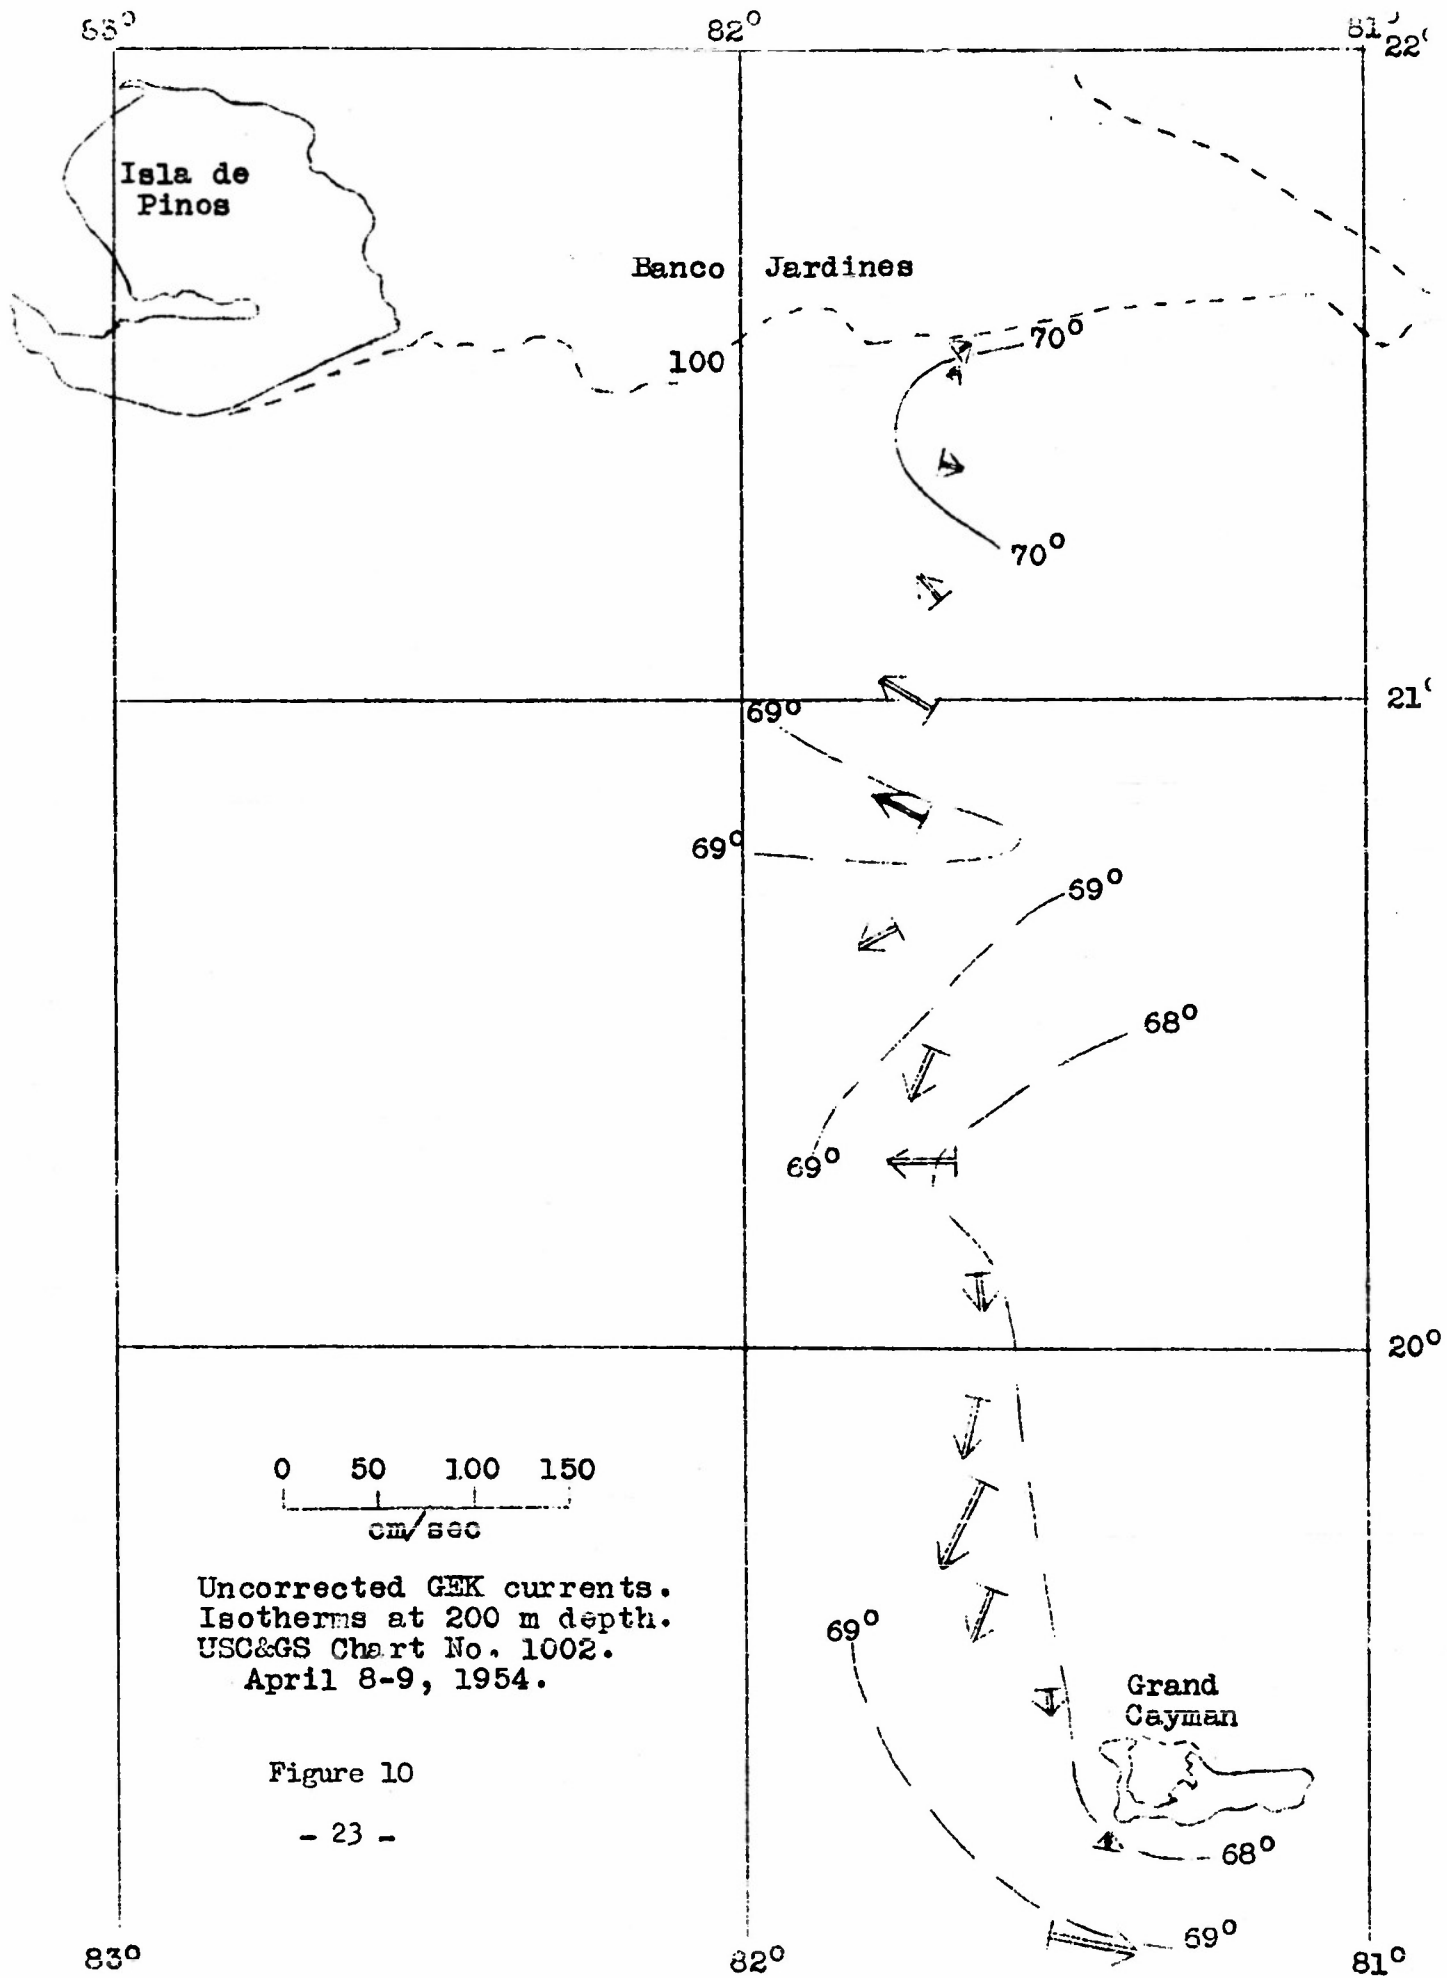 83° 82° 81°
22°
Isla de
Pinos
Banco Jardines
100
70°
70°
21°
69°
69°
69°
68°
69°
20°
0 50 100 150
cm/sec
Uncorrected GEK currents.
Isotherms at 200 m depth.
USC&GS Chart No. 1002.
April 8-9, 1954.
69°
Grand
Cayman
Figure 10
- 23 -
68°
69°
83° 82° 81°